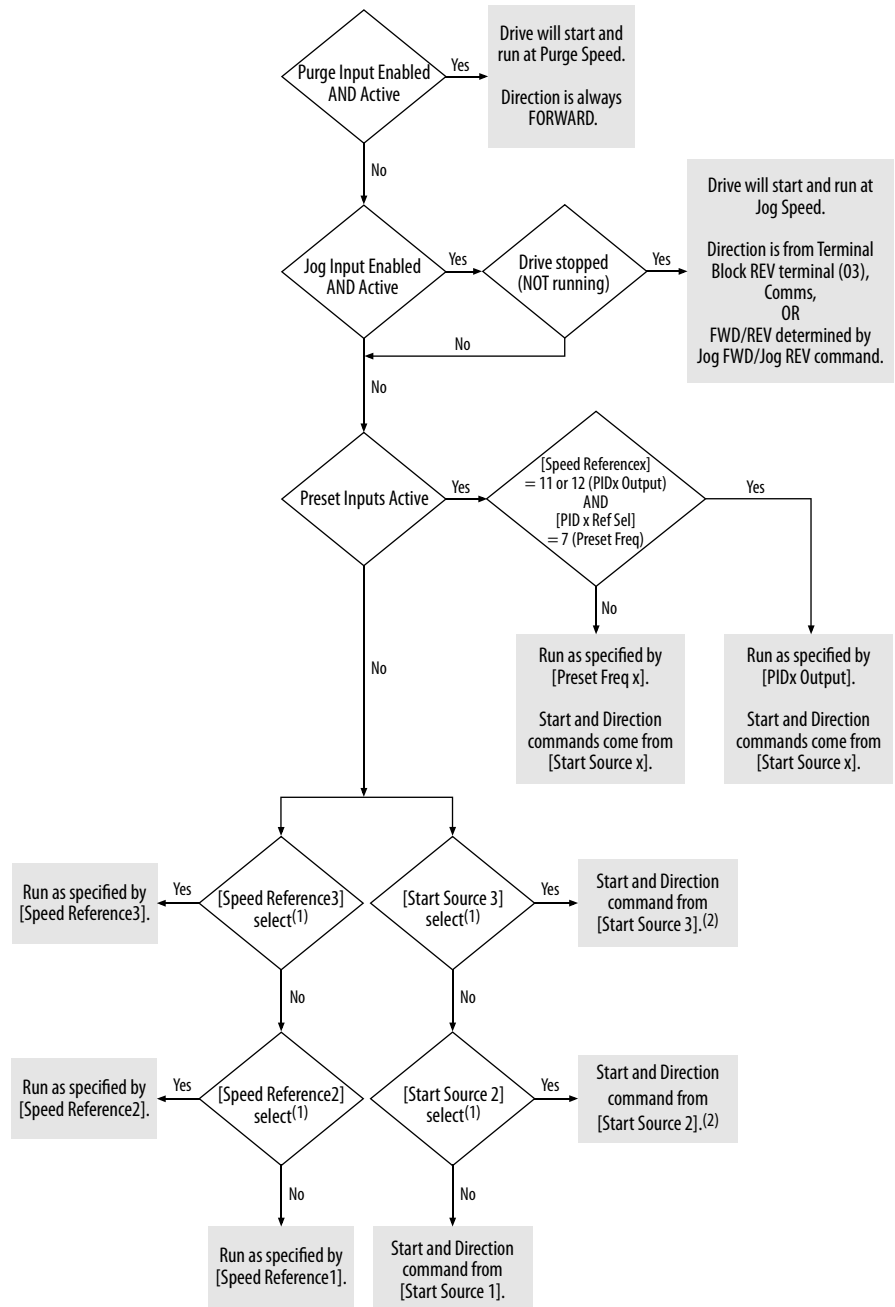 Purge Input Enabled
AND Active
Yes
Drive will start and
run at Purge Speed.
Direction is always
FORWARD.
No
Jog Input Enabled
AND Active
Yes
Drive stopped
(NOT running)
Yes
Drive will start and run at
Jog Speed.
Direction is from Terminal
Block REV terminal (03),
Comms,
OR
FWD/REV determined by
Jog FWD/Jog REV command.
No
No
Preset Inputs Active
Yes
[Speed Referencex]
= 11 or 12 (PIDx Output)
AND
[PID x Ref Sel]
= 7 (Preset Freq)
Yes
No
Run as specified by
[Preset Freq x].
Start and Direction
commands come from
[Start Source x].
Run as specified by
[PIDx Output].
Start and Direction
commands come from
[Start Source x].
No
Run as specified by
[Speed Reference3].
Yes
[Speed Reference3]
select(1)
[Start Source 3]
select(1)
Yes
Start and Direction
command from
[Start Source 3].(2)
No
No
Run as specified by
[Speed Reference2].
Yes
[Speed Reference2]
select(1)
[Start Source 2]
select(1)
Yes
Start and Direction
command from
[Start Source 2].(2)
No
No
Run as specified by
[Speed Reference1].
Start and Direction
command from
[Start Source 1].